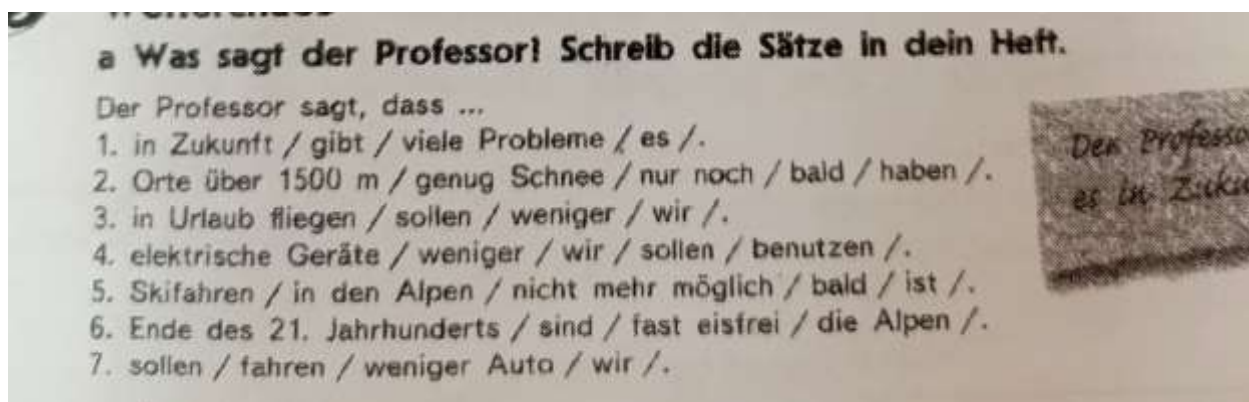 a Was sagt der Professor? Schreib die Sätze in dein Heft.
Der Professor sagt, dass ...
1. in Zukunft / gibt / viele Probleme / es /.
2. Orte über 1500 m / genug Schnee / nur noch / bald / haben /.
3. in Urlaub fliegen / sollen / weniger / wir /.
4. elektrische Geräte / weniger / wir / sollen / benutzen /.
5. Skifahren / in den Alpen / nicht mehr möglich / bald / ist /.
6. Ende des 21. Jahrhunderts / sind / fast eisfrei / die Alpen /.
7. sollen / fahren / weniger Auto / wir /.
Der Professo
es in Zuku